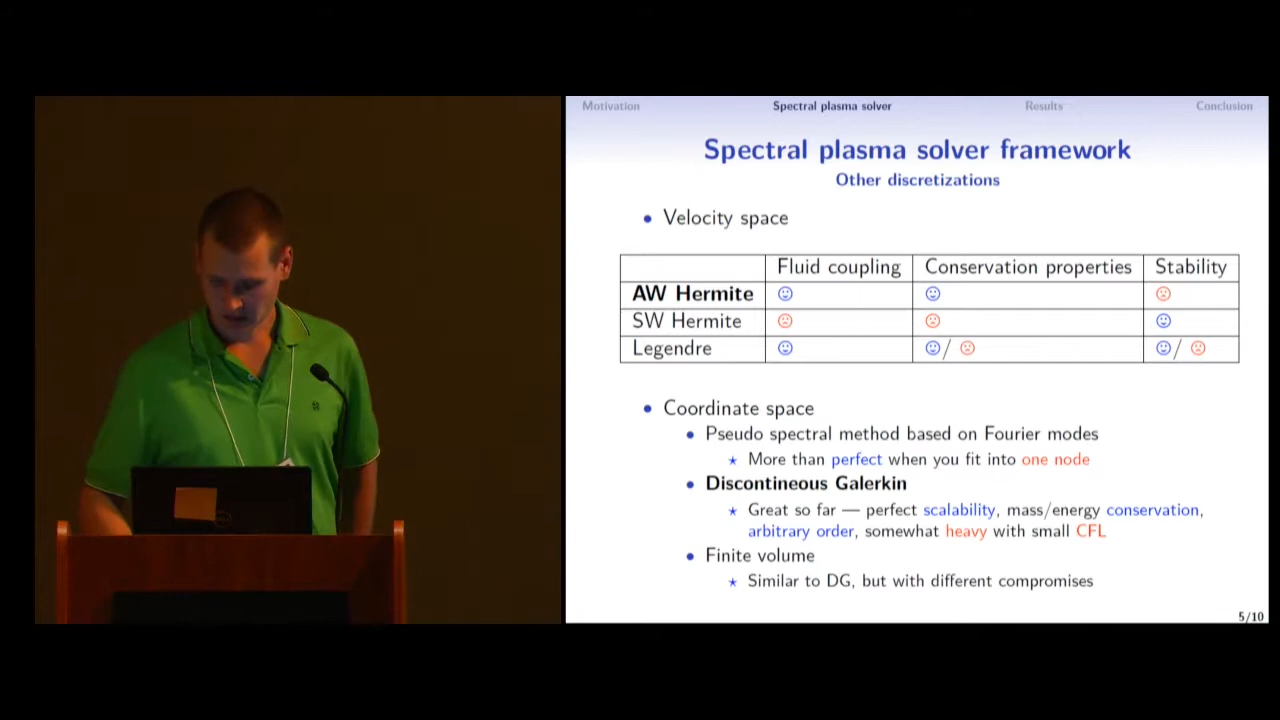 Motivation Spectral plasma solver Results Conclusion
Spectral plasma solver framework
Other discretizations
• Velocity space
Fluid coupling Conservation properties Stability
AW Hermite ☺ ☺ ☹
SW Hermite ☹ ☹ ☺
Legendre ☺ ☺/ ☹ ☺/ ☹
• Coordinate space
• Pseudo spectral method based on Fourier modes
⋆ More than perfect when you fit into one node
• Discontineous Galerkin
⋆ Great so far — perfect scalability, mass/energy conservation,
arbitrary order, somewhat heavy with small CFL
• Finite volume
⋆ Similar to DG, but with different compromises
5/10